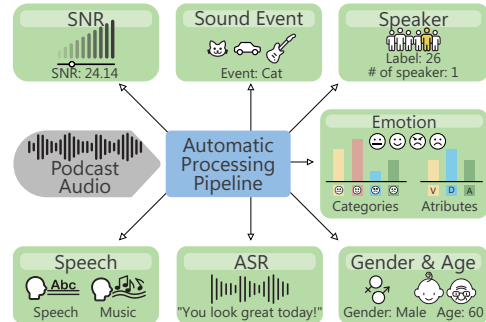 SNR
SNR: 24.14
Sound Event
Event: Cat
Speaker
Label: 26
# of speaker: 1
Podcast
Audio
Automatic
Processing
Pipeline
Emotion
V D A
Categories Atributes
Speech
Abc
Speech Music
ASR
"You look great today!"
Gender & Age
Gender: Male Age: 60